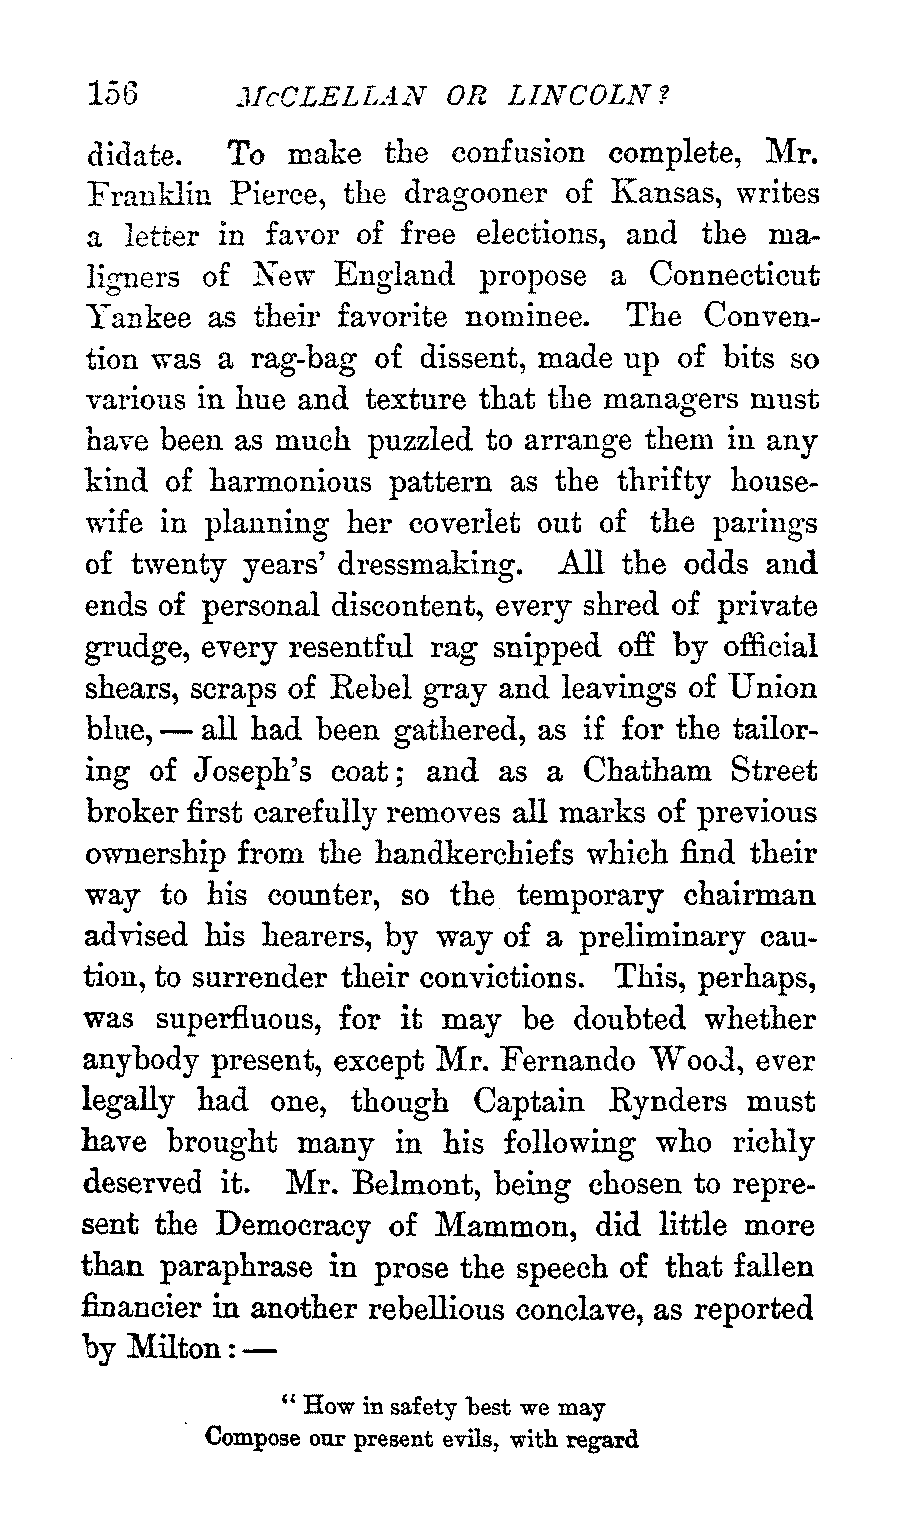 156 McCLELLAN OR LINCOLN?
didate. To make the confusion complete, Mr.
Franklin Pierce, the dragooner of Kansas, writes
a letter in favor of free elections, and the ma-
ligners of New England propose a Connecticut
Yankee as their favorite nominee. The Conven-
tion was a rag-bag of dissent, made up of bits so
various in hue and texture that the managers must
have been as much puzzled to arrange them in any
kind of harmonious pattern as the thrifty house-
wife in planning her coverlet out of the parings
of twenty years' dressmaking. All the odds and
ends of personal discontent, every shred of private
grudge, every resentful rag snipped off by official
shears, scraps of Rebel gray and leavings of Union
blue, — all had been gathered, as if for the tailor-
ing of Joseph's coat; and as a Chatham Street
broker first carefully removes all marks of previous
ownership from the handkerchiefs which find their
way to his counter, so the temporary chairman
advised his hearers, by way of a preliminary cau-
tion, to surrender their convictions. This, perhaps,
was superfluous, for it may be doubted whether
anybody present, except Mr. Fernando Wood, ever
legally had one, though Captain Rynders must
have brought many in his following who richly
deserved it. Mr. Belmont, being chosen to repre-
sent the Democracy of Mammon, did little more
than paraphrase in prose the speech of that fallen
financier in another rebellious conclave, as reported
by Milton: —
"How in safety best we may
Compose our present evils, with regard